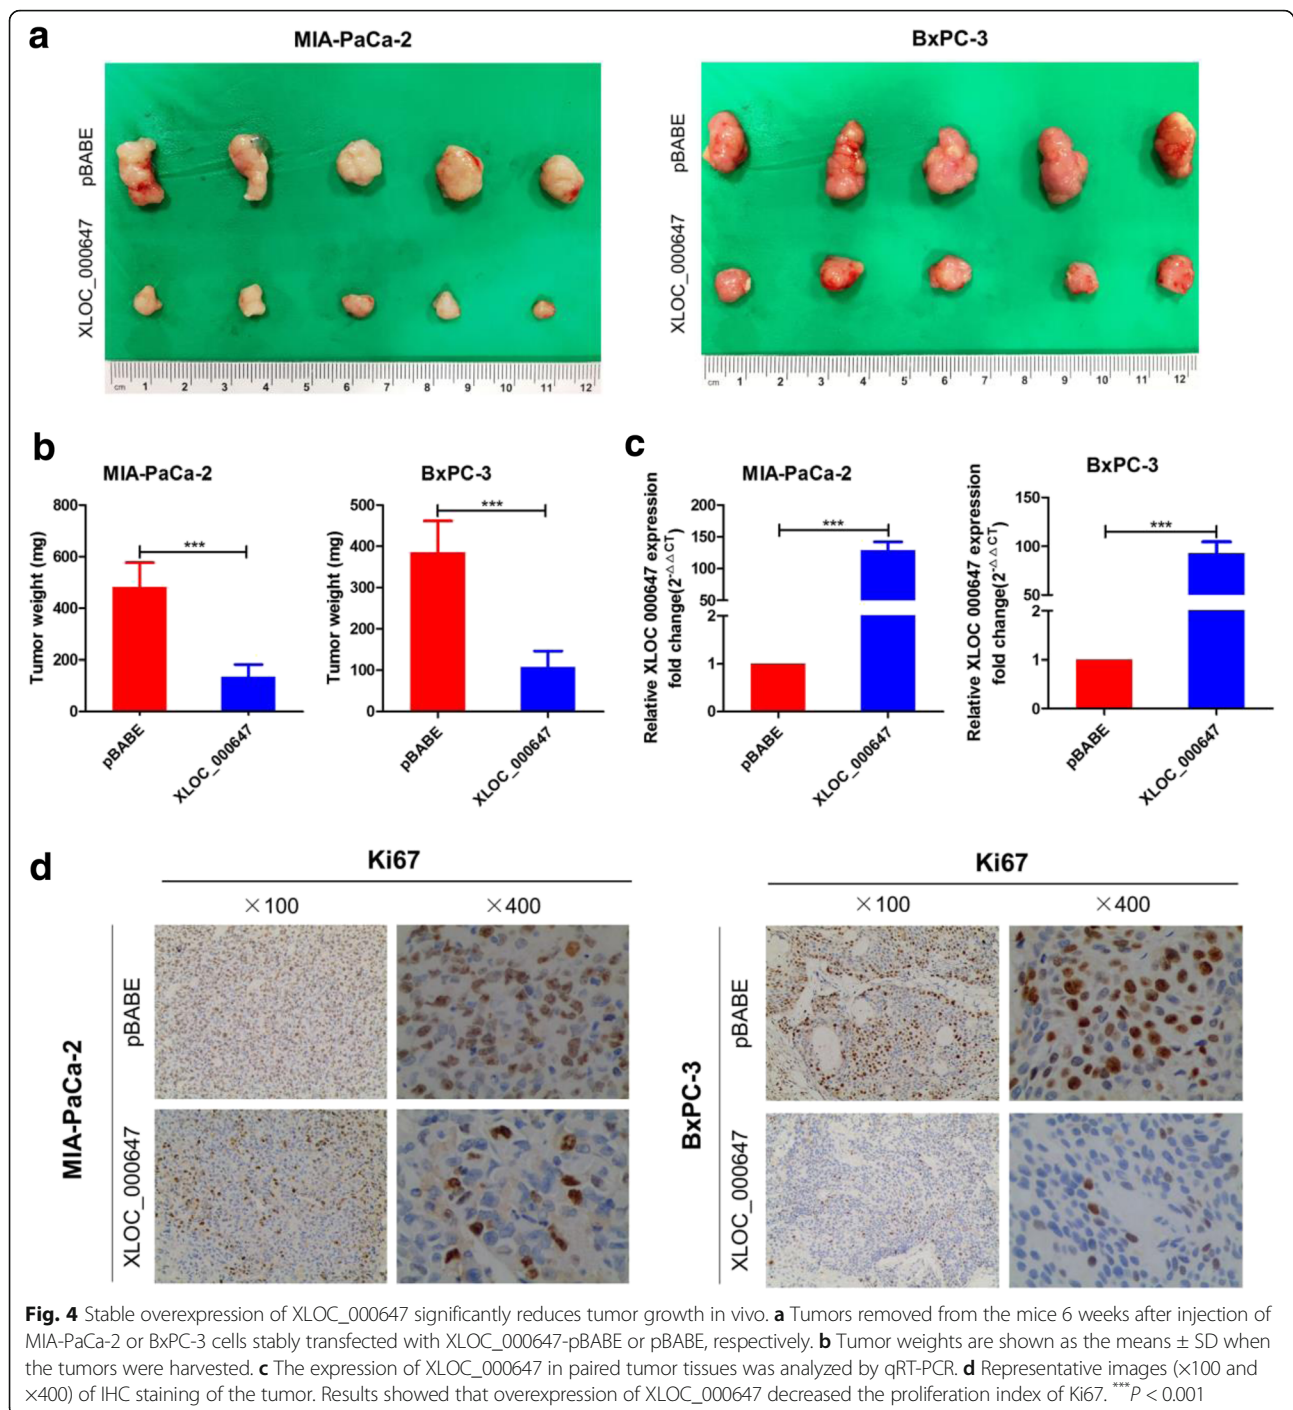 a
MIA-PaCa-2
BxPC-3
pBABE
XLOC_000647
cm 1 2 3 4 5 6 7 8 9 10 11 12
pBABE
XLOC_000647
cm 1 2 3 4 5 6 7 8 9 10 11 12
b
MIA-PaCa-2
Tumor weight (mg)
800
600
400
200
0
***
pBABE
XLOC_000647
BxPC-3
Tumor weight (mg)
500
400
300
200
100
0
***
pBABE
XLOC_000647
c
MIA-PaCa-2
Relative XLOC 000647 expression
fold change(2^-△△CT)
200
150
100
50
2
1
0
***
pBABE
XLOC_000647
BxPC-3
Relative XLOC 000647 expression
fold change(2^-△△CT)
150
100
50
2
1
0
***
pBABE
XLOC_000647
d
Ki67
×100 ×400
MIA-PaCa-2
pBABE
XLOC_000647
Ki67
×100 ×400
BxPC-3
pBABE
XLOC_000647
Fig. 4 Stable overexpression of XLOC_000647 significantly reduces tumor growth in vivo. a Tumors removed from the mice 6 weeks after injection of
MIA-PaCa-2 or BxPC-3 cells stably transfected with XLOC_000647-pBABE or pBABE, respectively. b Tumor weights are shown as the means ± SD when
the tumors were harvested. c The expression of XLOC_000647 in paired tumor tissues was analyzed by qRT-PCR. d Representative images (×100 and
×400) of IHC staining of the tumor. Results showed that overexpression of XLOC_000647 decreased the proliferation index of Ki67. ***P < 0.001